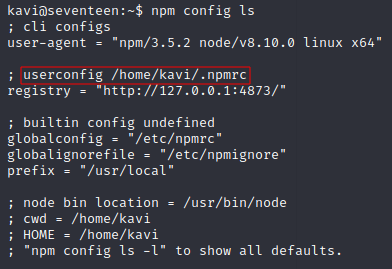 kavi@seventeen:~$ npm config ls
; cli configs
user-agent = "npm/3.5.2 node/v8.10.0 linux x64"
; userconfig /home/kavi/.npmrc
registry = "http://127.0.0.1:4873/"
; builtin config undefined
globalconfig = "/etc/npmrc"
globalignorefile = "/etc/npmignore"
prefix = "/usr/local"
; node bin location = /usr/bin/node
; cwd = /home/kavi
; HOME = /home/kavi
; "npm config ls -l" to show all defaults.